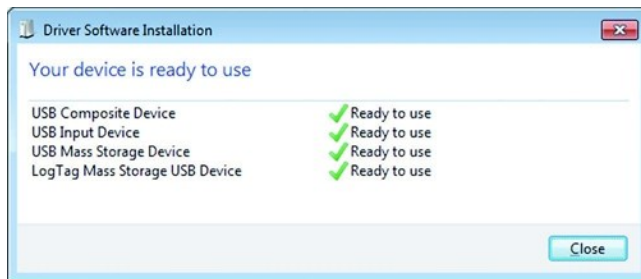 Driver Software Installation
Your device is ready to use
USB Composite Device Ready to use
USB Input Device Ready to use
USB Mass Storage Device Ready to use
LogTag Mass Storage USB Device Ready to use
Close